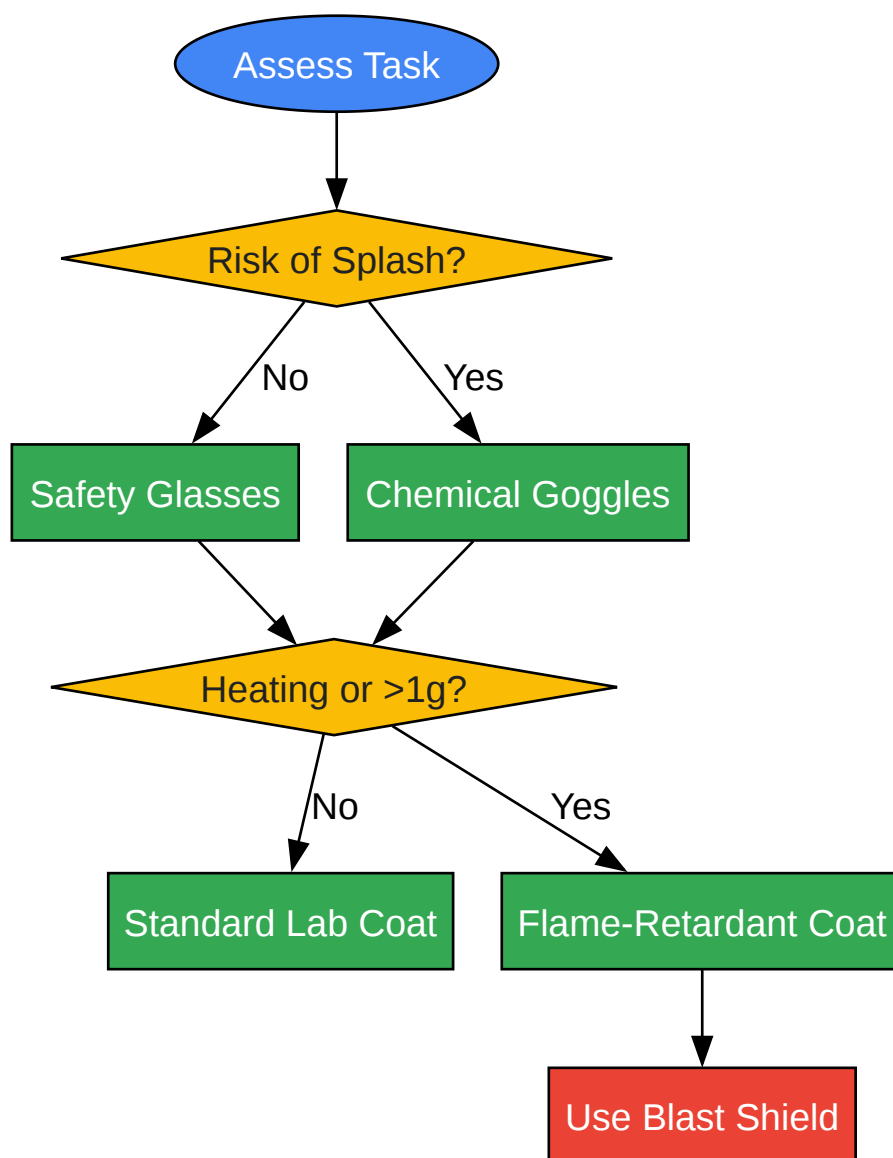 Assess Task
Risk of Splash?
No
Yes
Safety Glasses
Chemical Goggles
Heating or >1g?
No
Yes
Standard Lab Coat
Flame-Retardant Coat
Use Blast Shield